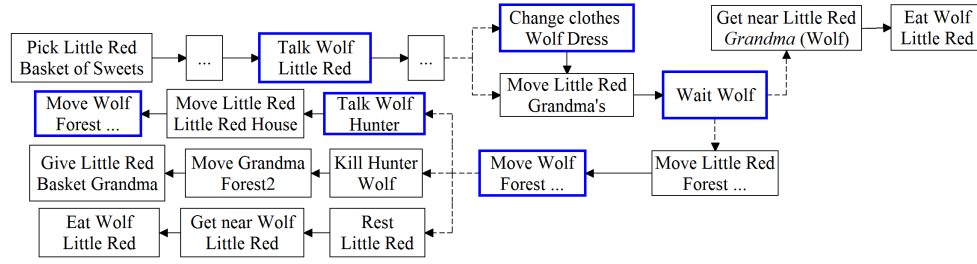 Pick Little Red
Basket of Sweets
...
Talk Wolf
Little Red
...
Change clothes
Wolf Dress
Move Little Red
Grandma's
Wait Wolf
Get near Little Red
Grandma (Wolf)
Eat Wolf
Little Red
Move Wolf
Forest ...
Move Little Red
Little Red House
Talk Wolf
Hunter
Give Little Red
Basket Grandma
Move Grandma
Forest2
Kill Hunter
Wolf
Move Wolf
Forest ...
Move Little Red
Forest ...
Eat Wolf
Little Red
Get near Wolf
Little Red
Rest
Little Red